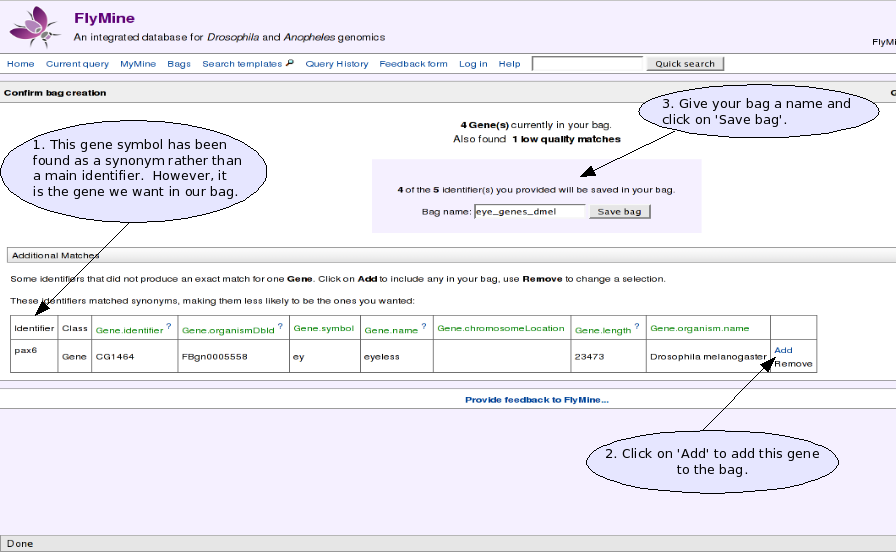 FlyMine
An integrated database for Drosophila and Anopheles genomics
FlyMi
Home Current query MyMine Bags Search templates Query History Feedback form Log in Help Quick search
Confirm bag creation
3. Give your bag a name and
click on 'Save bag'.
4 Gene(s) currently in your bag.
Also found 1 low quality matches
1. This gene symbol has been
found as a synonym rather than
a main identifier. However, it
is the gene we want in our bag.
4 of the 5 identifier(s) you provided will be saved in your bag.
Bag name: eye_genes_dmel Save bag
Additional Matches
Some identifiers that did not produce an exact match for one Gene. Click on Add to include any in your bag, use Remove to change a selection.
These identifiers matched synonyms, making them less likely to be the ones you wanted:
Identifier Class Gene.identifier ? Gene.organismDbId ? Gene.symbol Gene.name ? Gene.chromosomeLocation Gene.length ? Gene.organism.name
pax6 Gene CG1464 FBgn0005558 ey eyeless 23473 Drosophila melanogaster Add
Remove
Provide feedback to FlyMine...
2. Click on 'Add' to add this gene
to the bag.
Done